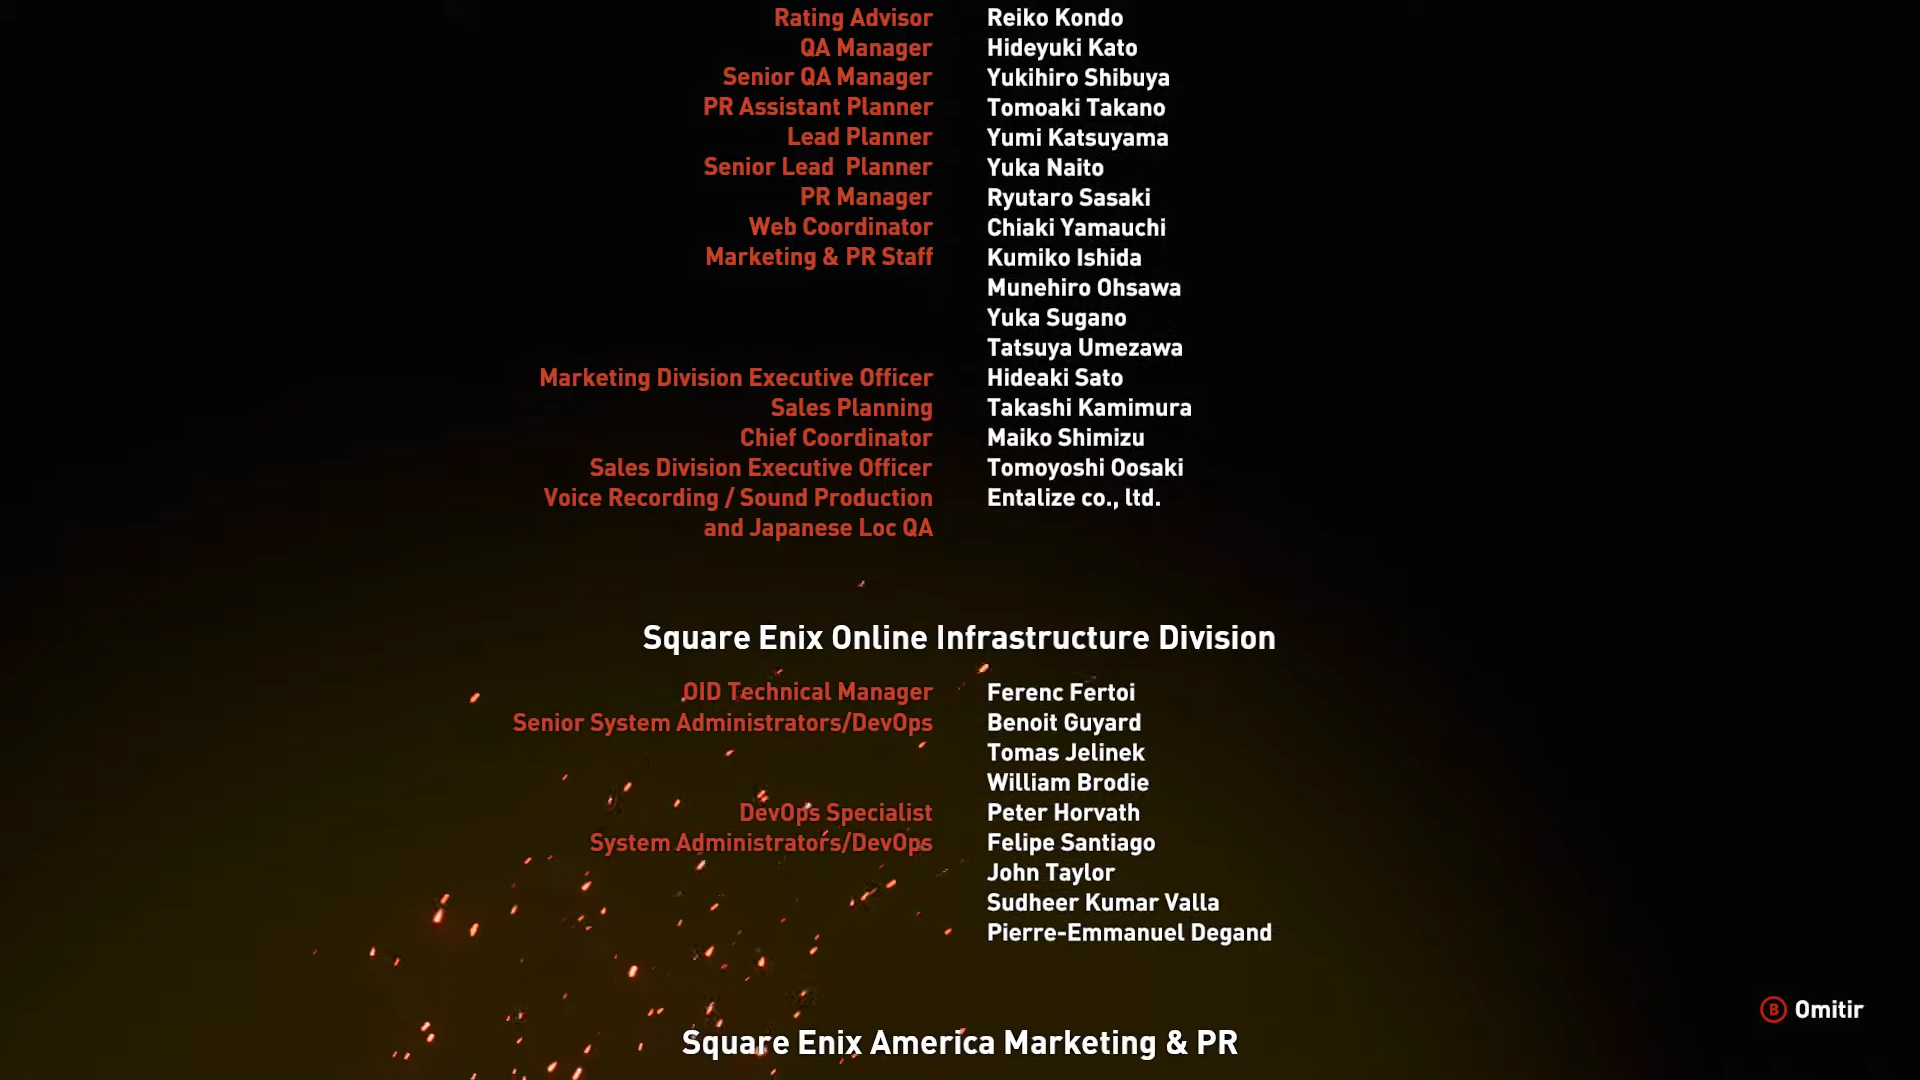 Rating Advisor Reiko Kondo
QA Manager Hideyuki Kato
Senior QA Manager Yukihiro Shibuya
PR Assistant Planner Tomoaki Takano
Lead Planner Yumi Katsuyama
Senior Lead Planner Yuka Naito
PR Manager Ryutaro Sasaki
Web Coordinator Chiaki Yamauchi
Marketing & PR Staff Kumiko Ishida
Munehiro Ohsawa
Yuka Sugano
Tatsuya Umezawa
Marketing Division Executive Officer Hideaki Sato
Sales Planning Takashi Kamimura
Chief Coordinator Maiko Shimizu
Sales Division Executive Officer Tomoyoshi Oosaki
Voice Recording / Sound Production Entalize co., ltd.
and Japanese Loc QA
Square Enix Online Infrastructure Division
OID Technical Manager Ferenc Fertoi
Senior System Administrators/DevOps Benoit Guyard
Tomas Jelinek
William Brodie
DevOps Specialist Peter Horvath
System Administrators/DevOps Felipe Santiago
John Taylor
Sudheer Kumar Valla
Pierre-Emmanuel Degand
B Omitir
Square Enix America Marketing & PR